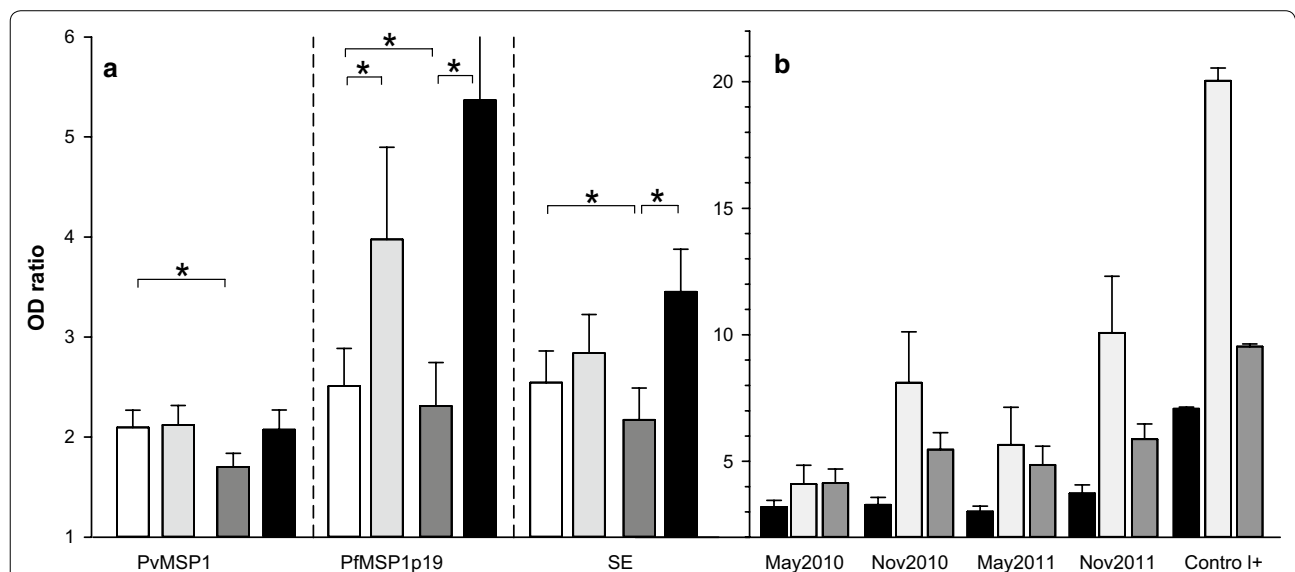 a
b
OD ratio
6
5
4
3
2
1
*
*
*
*
*
*
*
PvMSP1
PfMSP1p19
SE
20
15
10
5
May2010
Nov2010
May2011
Nov2011
Contro l+